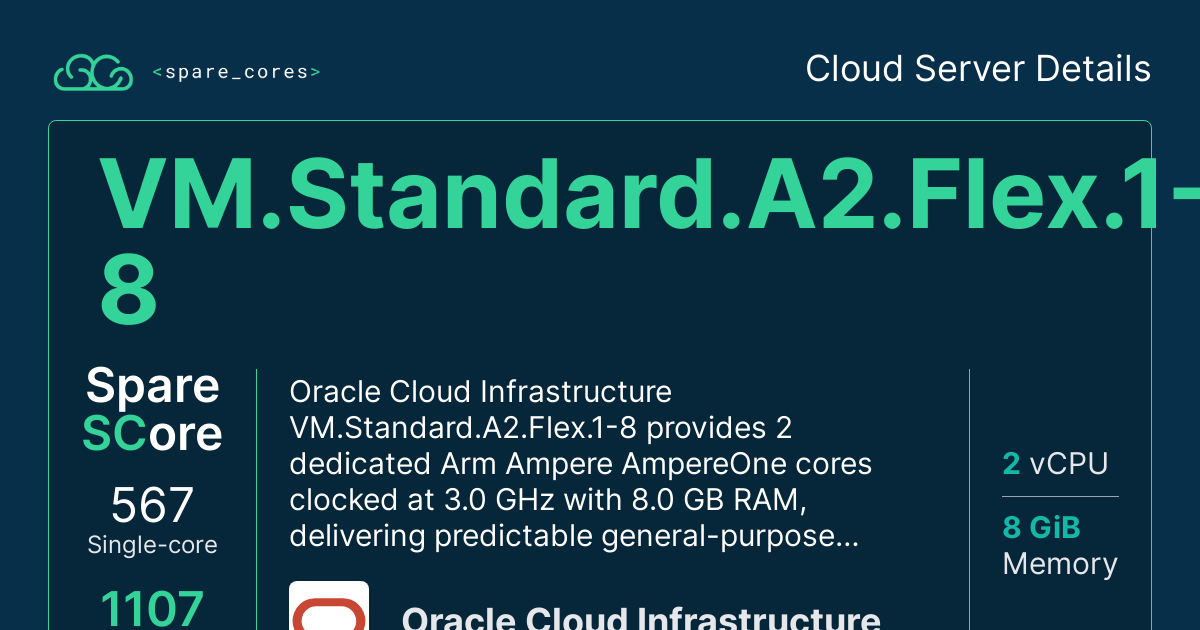 <spare_cores>
Cloud Server Details
VM.Standard.A2.Flex.1-
8
Spare
SCore
567
Single-core
1107
Oracle Cloud Infrastructure
VM.Standard.A2.Flex.1-8 provides 2
dedicated Arm Ampere AmpereOne cores
clocked at 3.0 GHz with 8.0 GB RAM,
delivering predictable general-purpose...
Oracle Cloud Infrastructure
2 vCPU
8 GiB
Memory